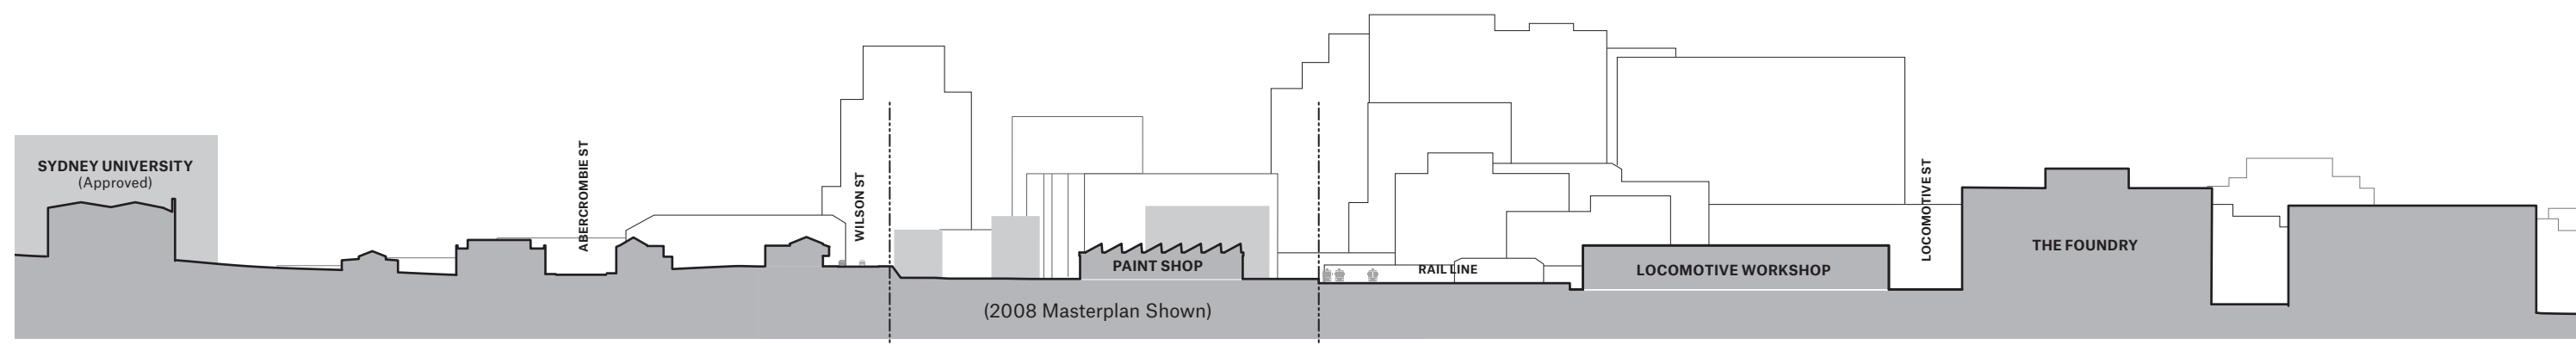 SYDNEY UNIVERSITY
(Approved)
ABERCROMBIE ST
WILSON ST
PAINT SHOP
(2008 Masterplan Shown)
RAIL LINE
LOCOMOTIVE WORKSHOP
LOCOMOTIVE ST
THE FOUNDRY